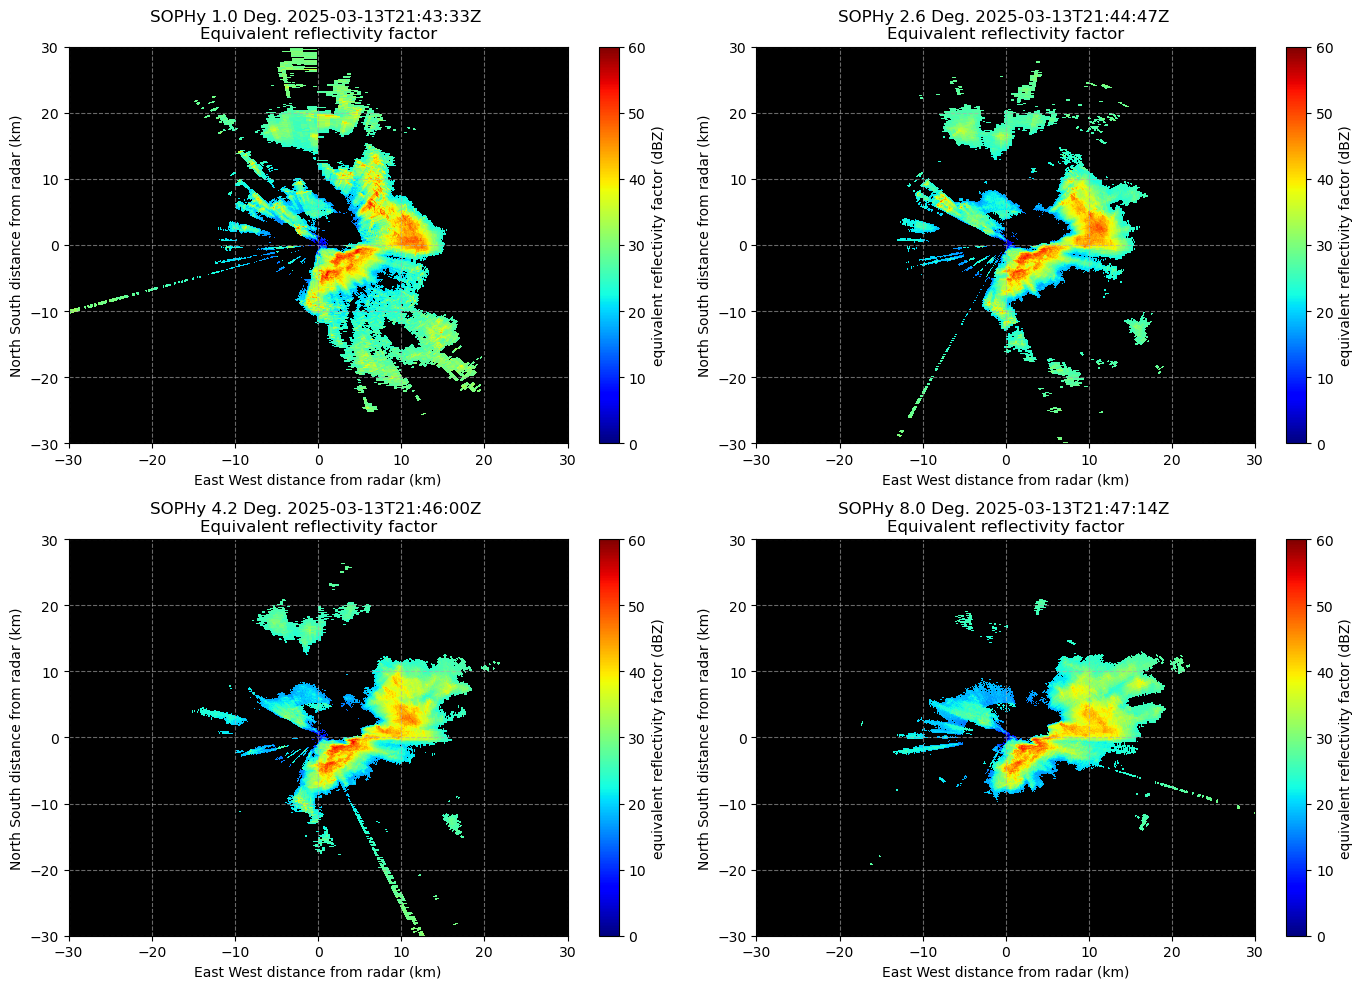 SOPHy 1.0 Deg. 2025-03-13T21:43:33Z
Equivalent reflectivity factor
30
20
10
0
−10
−20
−30
−30 −20 −10 0 10 20 30
North South distance from radar (km)
East West distance from radar (km)
60
50
40
30
20
10
0
equivalent reflectivity factor (dBZ)
SOPHy 2.6 Deg. 2025-03-13T21:44:47Z
Equivalent reflectivity factor
30
20
10
0
−10
−20
−30
−30 −20 −10 0 10 20 30
North South distance from radar (km)
East West distance from radar (km)
60
50
40
30
20
10
0
equivalent reflectivity factor (dBZ)
SOPHy 4.2 Deg. 2025-03-13T21:46:00Z
Equivalent reflectivity factor
30
20
10
0
−10
−20
−30
−30 −20 −10 0 10 20 30
North South distance from radar (km)
East West distance from radar (km)
60
50
40
30
20
10
0
equivalent reflectivity factor (dBZ)
SOPHy 8.0 Deg. 2025-03-13T21:47:14Z
Equivalent reflectivity factor
30
20
10
0
−10
−20
−30
−30 −20 −10 0 10 20 30
North South distance from radar (km)
East West distance from radar (km)
60
50
40
30
20
10
0
equivalent reflectivity factor (dBZ)